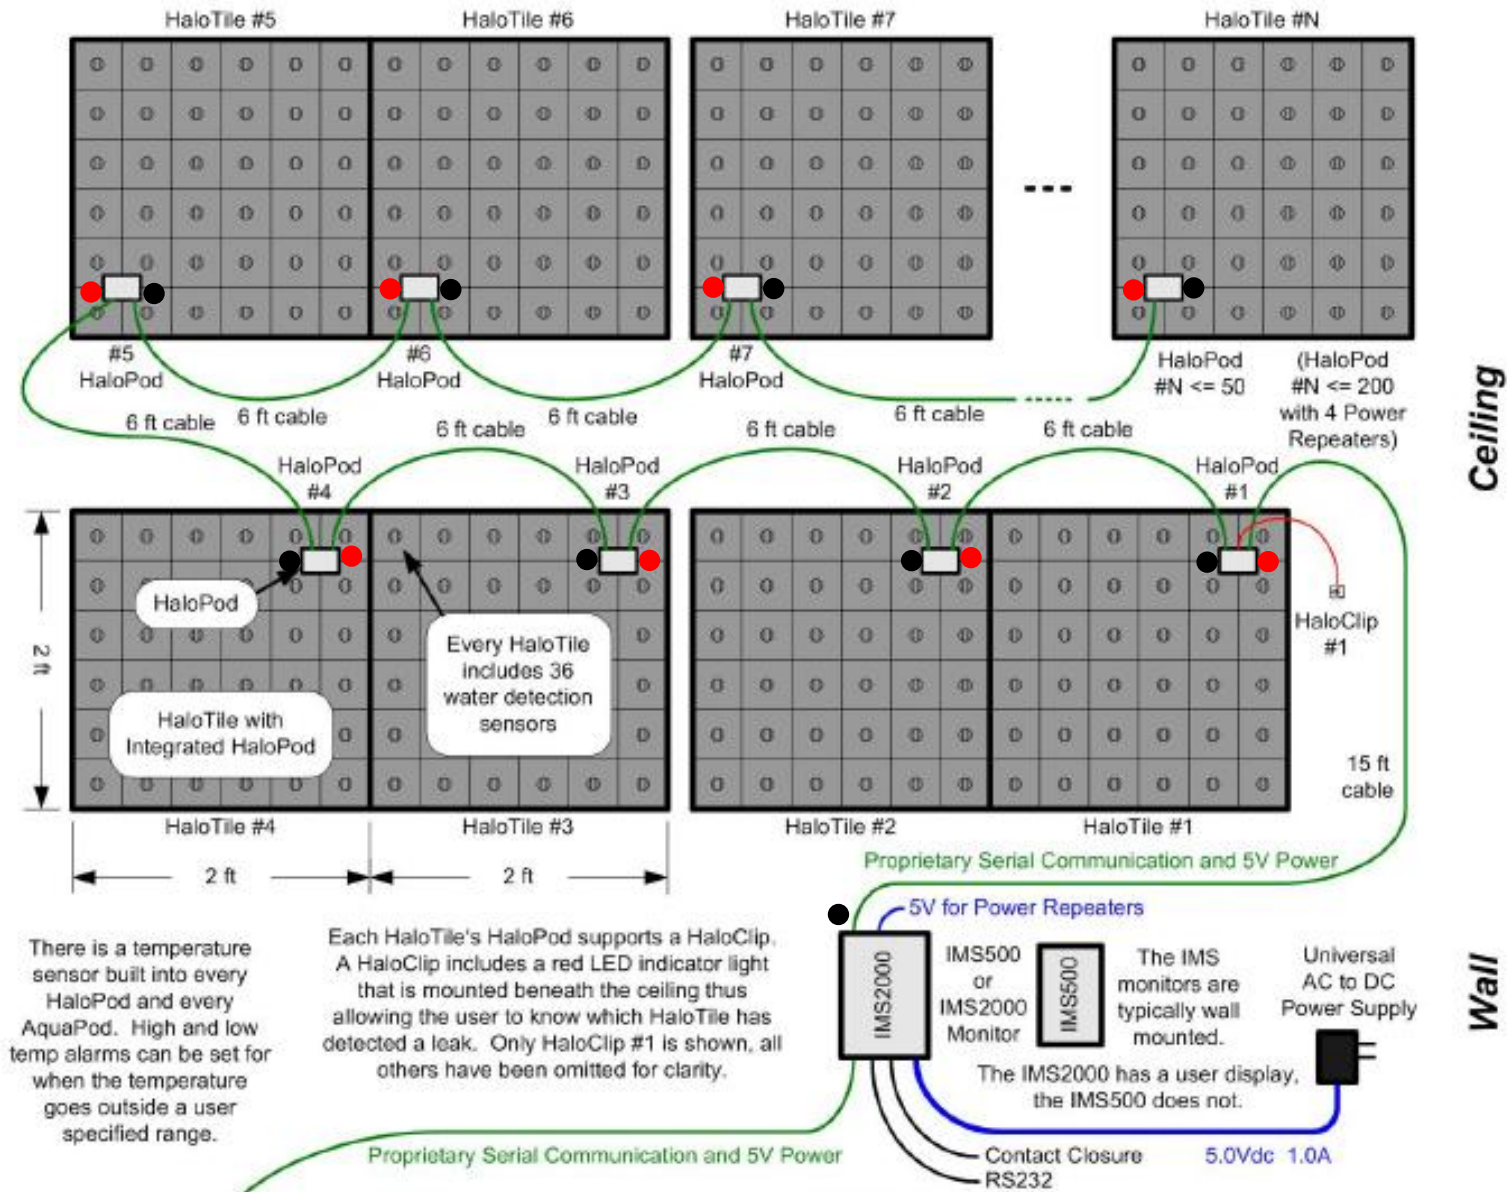 HaloTile #5
HaloTile #6
HaloTile #7
HaloTile #N
#5
HaloPod
#6
HaloPod
#7
HaloPod
HaloPod
#N <= 50
(HaloPod
#N <= 200
with 4 Power
Repeaters)
Ceiling
6 ft cable
6 ft cable
6 ft cable
6 ft cable
6 ft cable
6 ft cable
6 ft cable
HaloPod
#4
HaloPod
#3
HaloPod
#2
HaloPod
#1
HaloPod
Every HaloTile
includes 36
water detection
sensors
HaloTile with
Integrated HaloPod
HaloClip
#1
2 ft
15 ft
cable
HaloTile #4
HaloTile #3
HaloTile #2
HaloTile #1
2 ft
2 ft
Proprietary Serial Communication and 5V Power
5V for Power Repeaters
There is a temperature
sensor built into every
HaloPod and every
AquaPod. High and low
temp alarms can be set for
when the temperature
goes outside a user
specified range.
Each HaloTile's HaloPod supports a HaloClip.
A HaloClip includes a red LED indicator light
that is mounted beneath the ceiling thus
allowing the user to know which HaloTile has
detected a leak. Only HaloClip #1 is shown, all
others have been omitted for clarity.
IMS2000
IMS500
or
IMS2000
Monitor
IMS500
The IMS
monitors are
typically wall
mounted.
Universal
AC to DC
Power Supply
Wall
The IMS2000 has a user display,
the IMS500 does not.
Proprietary Serial Communication and 5V Power
Contact Closure
RS232
5.0Vdc 1.0A